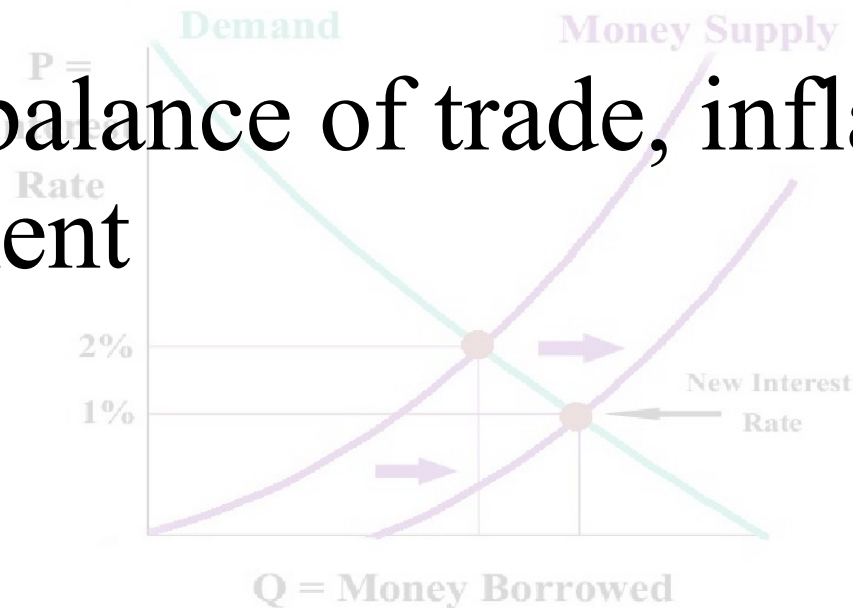 Demand
Money Supply
P =
balance of trade, infla
Rate
ent
2%
1%
New Interest
Rate
Q = Money Borrowed